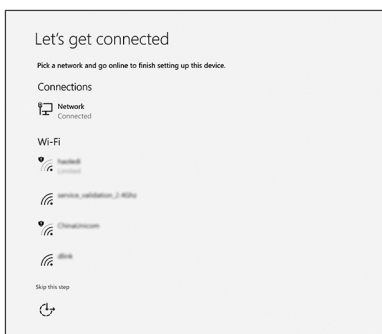 Let's get connected
Pick a network and go online to finish setting up this device.
Connections
Network
Connected
Wi-Fi
Limited
service_validation_2.4Ghz
ChinaUnicom
dlink
Skip this step